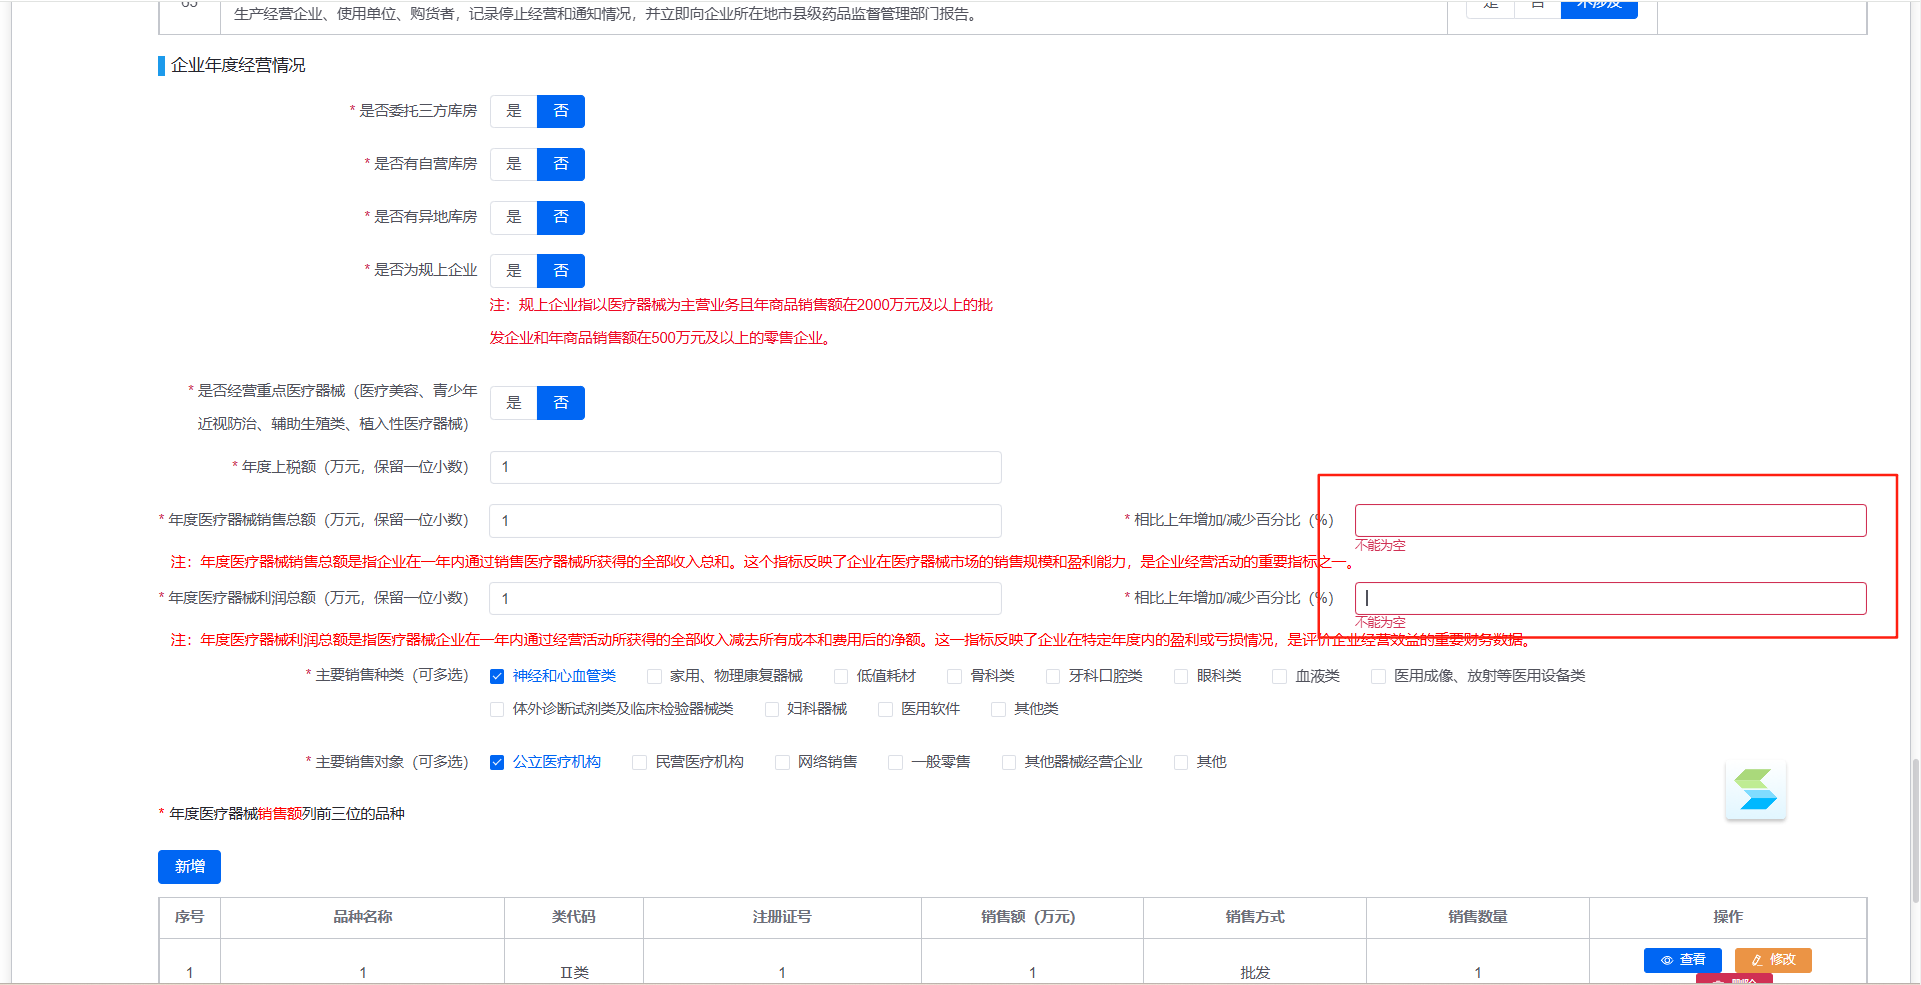 生产经营企业、使用单位、购货者，记录停止经营和通知情况，并立即向企业所在地市县级药品监督管理部门报告。
企业年度经营情况
* 是否委托三方库房 是 否
* 是否有自营库房 是 否
* 是否有异地库房 是 否
* 是否为规上企业 是 否
注：规上企业指以医疗器械为主营业务且年商品销售额在2000万元及以上的批
发企业和年商品销售额在500万元及以上的零售企业。
* 是否经营重点医疗器械（医疗美容、青少年
近视防治、辅助生殖类、植入性医疗器械） 是 否
* 年度上税额（万元，保留一位小数） 1
* 年度医疗器械销售总额（万元，保留一位小数） 1 * 相比上年增加/减少百分比（%）
不能为空
注：年度医疗器械销售总额是指企业在一年内通过销售医疗器械所获得的全部收入总和。这个指标反映了企业在医疗器械市场的销售规模和盈利能力，是企业经营活动的重要指标之一。
* 年度医疗器械利润总额（万元，保留一位小数） 1 * 相比上年增加/减少百分比（%）
不能为空
注：年度医疗器械利润总额是指医疗器械企业在一年内通过经营活动所获得的全部收入减去所有成本和费用后的净额。这一指标反映了企业在特定年度内的盈利或亏损情况，是评价企业经营效益的重要财务数据。
* 主要销售种类（可多选） 神经和心血管类 家用、物理康复器械 低值耗材 骨科类 牙科口腔类 眼科类 血液类 医用成像、放射等医用设备类
体外诊断试剂类及临床检验器械类 妇科器械 医用软件 其他类
* 主要销售对象（可多选） 公立医疗机构 民营医疗机构 网络销售 一般零售 其他器械经营企业 其他
* 年度医疗器械销售额列前三位的品种
新增
序号 品种名称 类代码 注册证号 销售额（万元） 销售方式 销售数量 操作
1 1 II类 1 1 批发 1 查看 修改